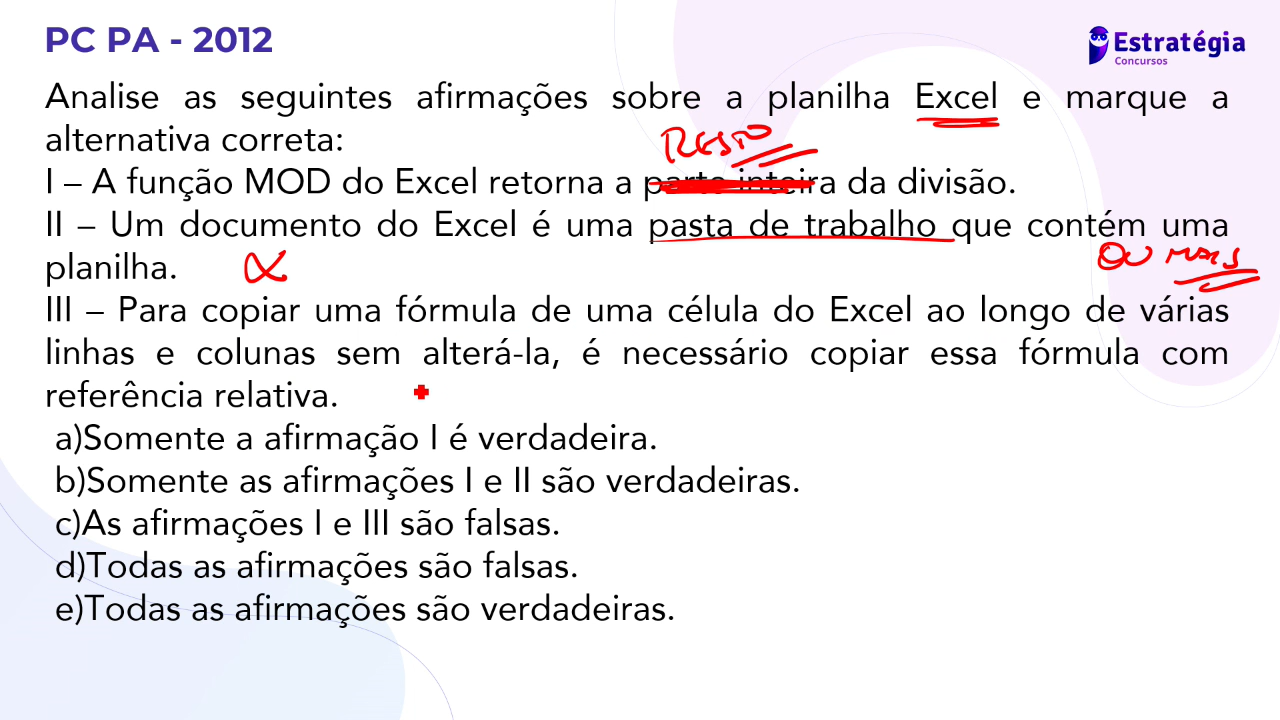 PC PA - 2012
Estratégia
Concursos
Analise as seguintes afirmações sobre a planilha Excel e marque a
alternativa correta:
RESTO
I – A função MOD do Excel retorna a parte inteira da divisão.
II – Um documento do Excel é uma pasta de trabalho que contém uma
planilha.
OU MAIS
III – Para copiar uma fórmula de uma célula do Excel ao longo de várias
linhas e colunas sem alterá-la, é necessário copiar essa fórmula com
referência relativa.
a)Somente a afirmação I é verdadeira.
b)Somente as afirmações I e II são verdadeiras.
c)As afirmações I e III são falsas.
d)Todas as afirmações são falsas.
e)Todas as afirmações são verdadeiras.